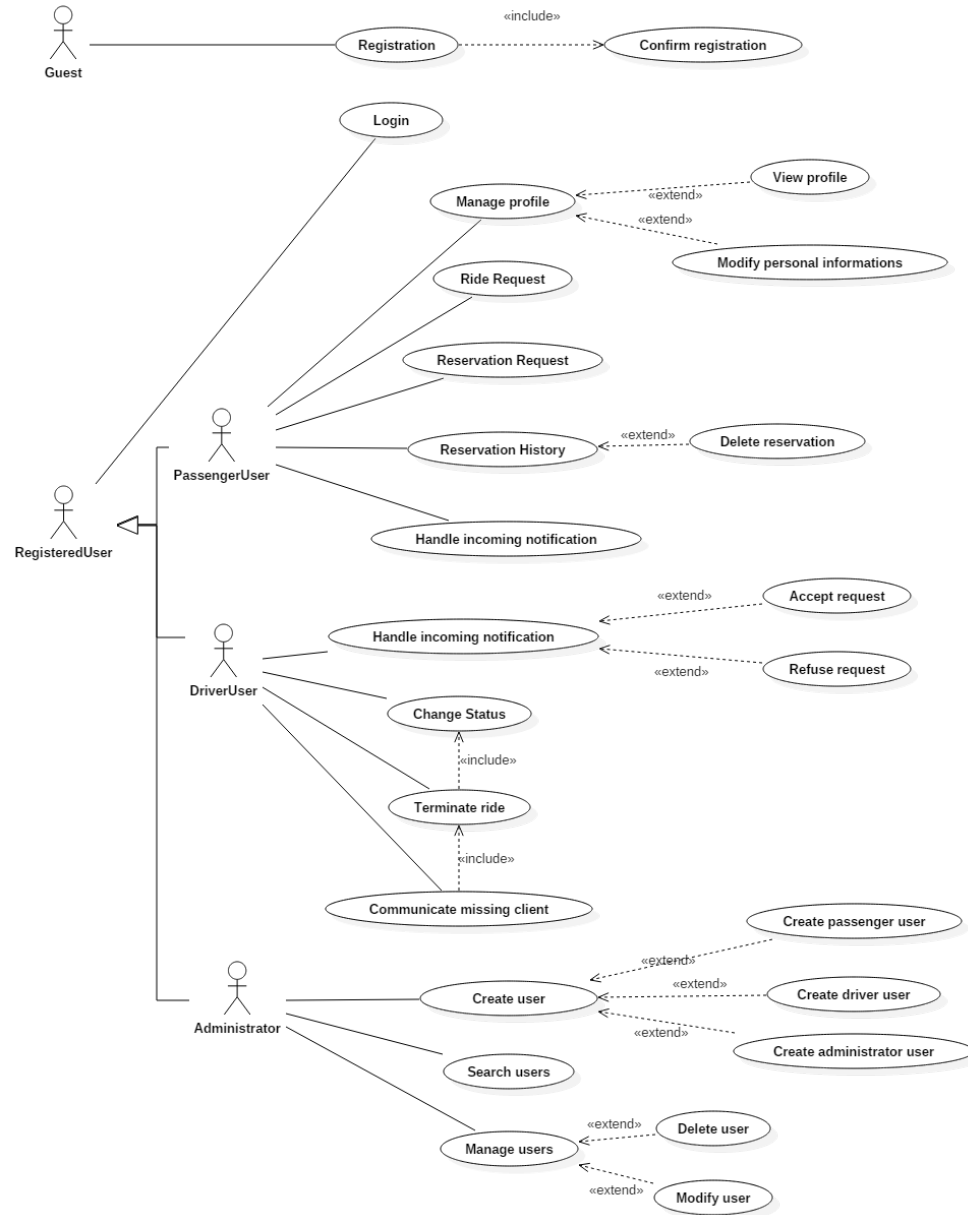 «include»
Registration
Confirm registration
Guest
Login
View profile
«extend»
Manage profile
«extend»
Modify personal informations
Ride Request
Reservation Request
«extend»
Delete reservation
Reservation History
PassengerUser
Handle incoming notification
RegisteredUser
«extend»
Accept request
Handle incoming notification
«extend»
Refuse request
DriverUser
Change Status
«include»
Terminate ride
«include»
Communicate missing client
Create passenger user
«extend»
«extend»
Create driver user
Create user
Administrator
«extend»
Create administrator user
Search users
«extend»
Delete user
Manage users
«extend»
Modify user